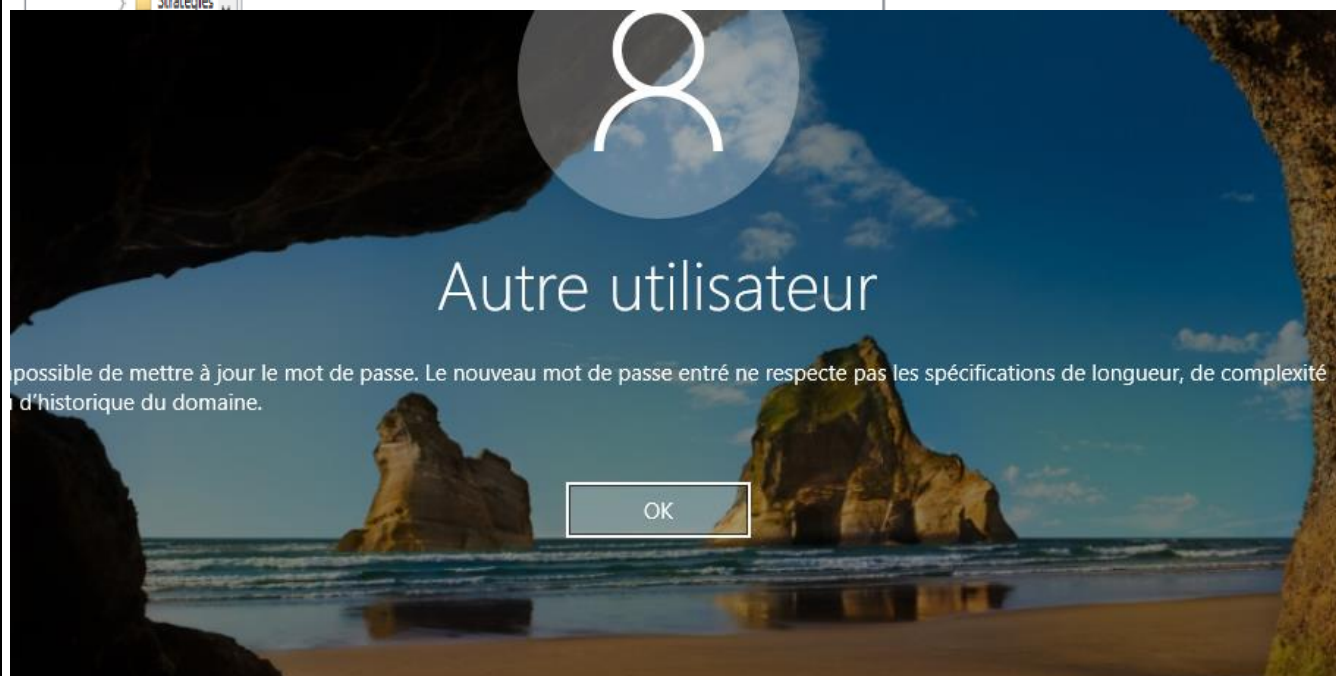 Stratégies
Autre utilisateur
possible de mettre à jour le mot de passe. Le nouveau mot de passe entré ne respecte pas les spécifications de longueur, de complexité
d'historique du domaine.
OK